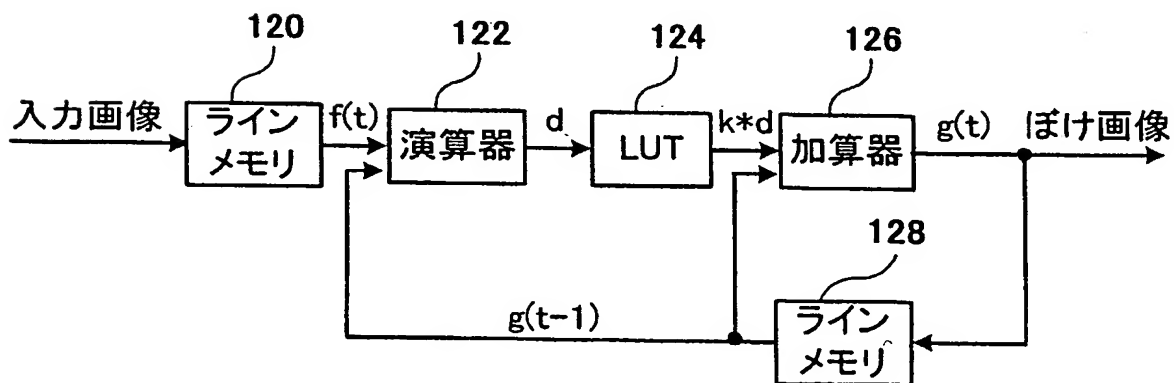 120
122
124
126
入力画像
ライン
メモリ
f(t)
演算器
d
LUT
k*d
加算器
g(t)
ぼけ画像
128
g(t-1)
ライン
メモリ